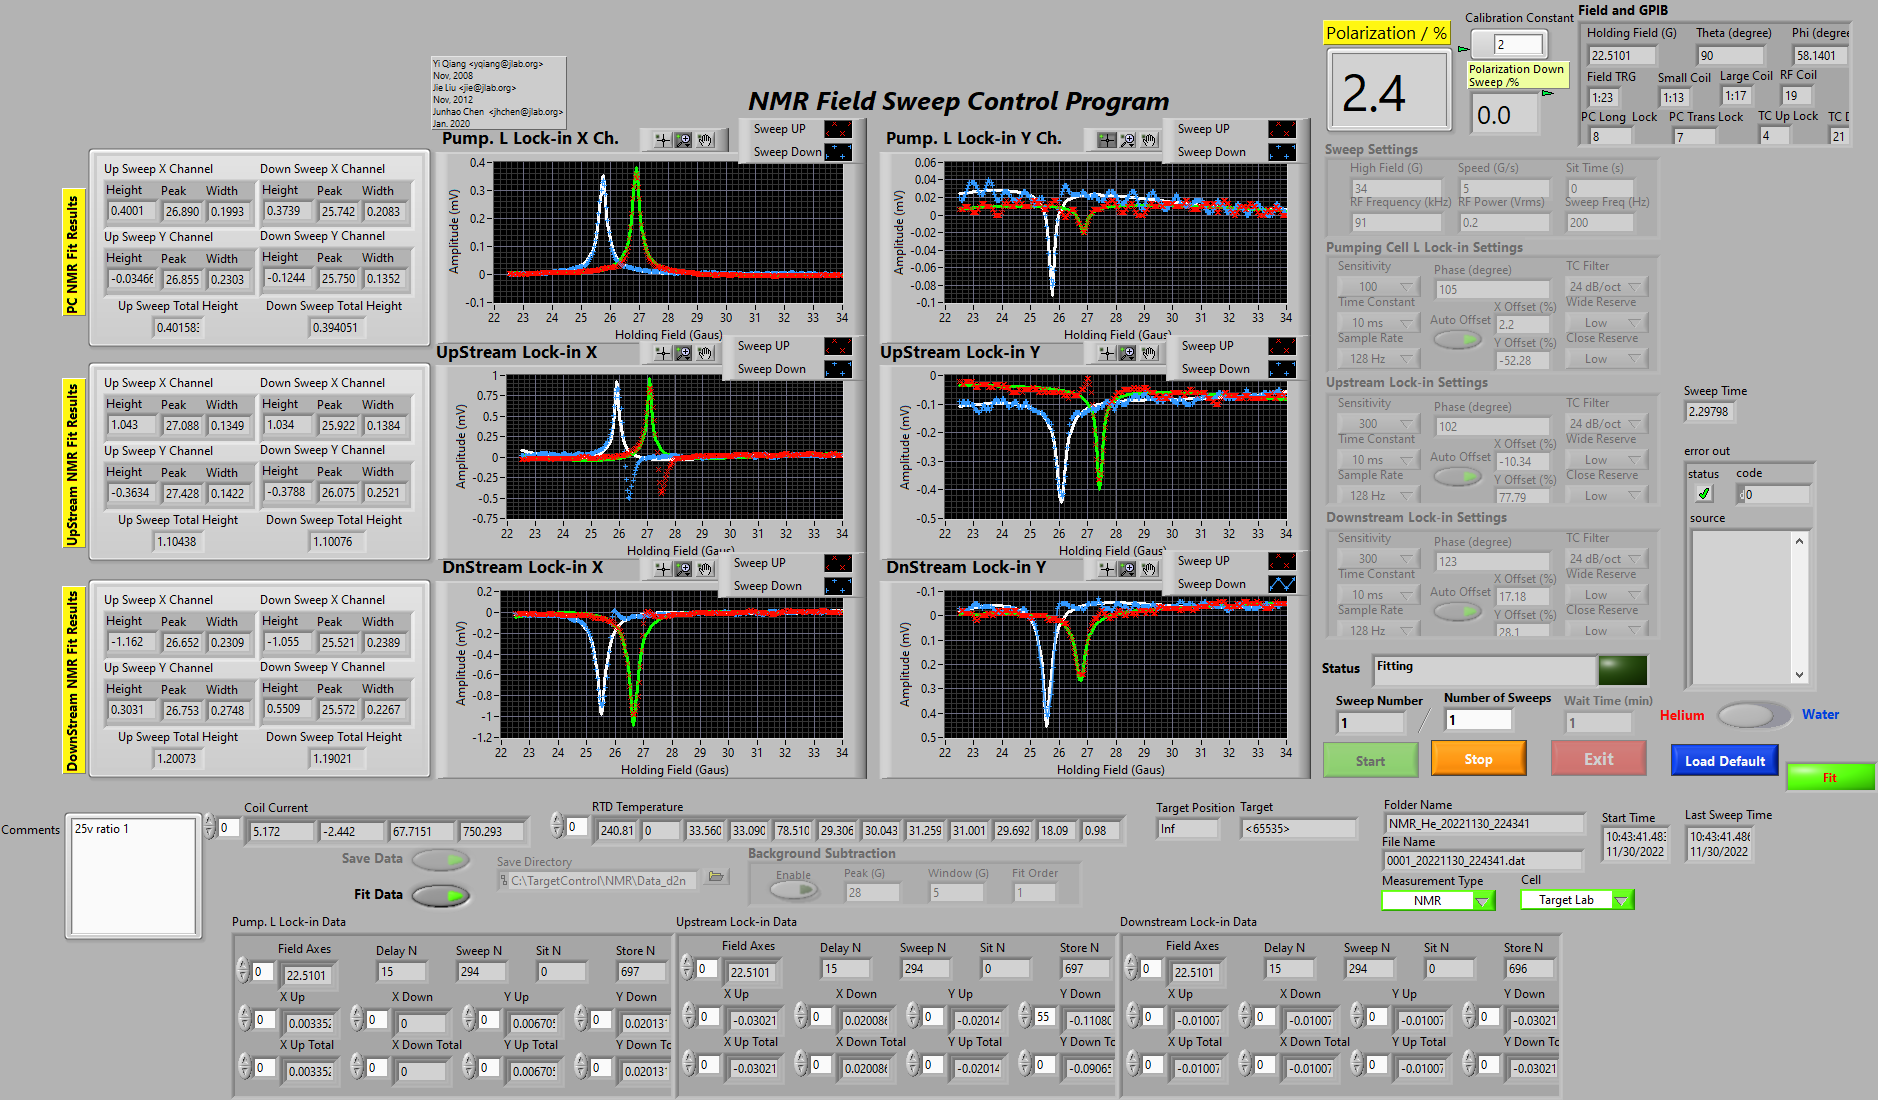 Yi Qiang <yqiang@jlab.org>
Nov, 2008
Jie Liu <jie@jlab.org>
Nov, 2012
Junhao Chen <jhchen@jlab.org>
Jan. 2020
NMR Field Sweep Control Program
Polarization / %
2.4
Calibration Constant
2
Polarization Down
Sweep /%
0.0
Field and GPIB
Holding Field (G) Theta (degree) Phi (degree
22.5101 90 58.1401
Field TRG Small Coil Large Coil RF Coil
1:23 1:13 1:17 19
PC Long Lock PC Trans Lock TC Up Lock TC D
8 7 4 21
PC NMR Fit Results
Up Sweep X Channel Down Sweep X Channel
Height Peak Width Height Peak Width
0.4001 26.890 0.1993 0.3739 25.742 0.2083
Up Sweep Y Channel Down Sweep Y Channel
Height Peak Width Height Peak Width
-0.03466 26.855 0.2303 -0.1244 25.750 0.1352
Up Sweep Total Height Down Sweep Total Height
0.401583 0.394051
UpStream NMR Fit Results
Up Sweep X Channel Down Sweep X Channel
Height Peak Width Height Peak Width
1.043 27.088 0.1349 1.034 25.922 0.1384
Up Sweep Y Channel Down Sweep Y Channel
Height Peak Width Height Peak Width
-0.3634 27.428 0.1422 -0.3788 26.075 0.2521
Up Sweep Total Height Down Sweep Total Height
1.10438 1.10076
DownStream NMR Fit Results
Up Sweep X Channel Down Sweep X Channel
Height Peak Width Height Peak Width
-1.162 26.652 0.2309 -1.055 25.521 0.2389
Up Sweep Y Channel Down Sweep Y Channel
Height Peak Width Height Peak Width
0.3031 26.753 0.2748 0.5509 25.572 0.2267
Up Sweep Total Height Down Sweep Total Height
1.20073 1.19021
Pump. L Lock-in X Ch.
Sweep UP
Sweep Down
Amplitude (mV)
0.4
0.3
0.2
0.1
0
-0.1
22 23 24 25 26 27 28 29 30 31 32 33 34
Holding Field (Gaus)
Pump. L Lock-in Y Ch.
Sweep UP
Sweep Down
Amplitude (mV)
0.06
0.04
0.02
0
-0.02
-0.04
-0.06
-0.08
-0.1
22 23 24 25 26 27 28 29 30 31 32 33 34
Holding Field (Gaus)
UpStream Lock-in X
Sweep UP
Sweep Down
Amplitude (mV)
1
0.75
0.5
0.25
0
-0.25
-0.5
-0.75
22 23 24 25 26 27 28 29 30 31 32 33 34
Holding Field (Gaus)
UpStream Lock-in Y
Sweep UP
Sweep Down
Amplitude (mV)
0
-0.1
-0.2
-0.3
-0.4
-0.5
22 23 24 25 26 27 28 29 30 31 32 33 34
Holding Field (Gaus)
DnStream Lock-in X
Sweep UP
Sweep Down
Amplitude (mV)
0.2
0
-0.2
-0.4
-0.6
-0.8
-1
-1.2
22 23 24 25 26 27 28 29 30 31 32 33 34
Holding Field (Gaus)
DnStream Lock-in Y
Sweep UP
Sweep Down
Amplitude (mV)
-0.1
0
0.1
0.2
0.3
0.4
0.5
22 23 24 25 26 27 28 29 30 31 32 33 34
Holding Field (Gaus)
Sweep Settings
High Field (G) Speed (G/s) Sit Time (s)
34 5 0
RF Frequency (kHz) RF Power (Vrms) Sweep Freq (Hz)
91 0.2 200
Pumping Cell L Lock-in Settings
Sensitivity Phase (degree) TC Filter
100 105 24 dB/oct
Time Constant X Offset (%) Wide Reserve
10 ms Auto Offset 2.2 Low
Sample Rate Y Offset (%) Close Reserve
128 Hz -52.28 Low
Upstream Lock-in Settings
Sensitivity Phase (degree) TC Filter
300 102 24 dB/oct
Time Constant X Offset (%) Wide Reserve
10 ms Auto Offset -10.34 Low
Sample Rate Y Offset (%) Close Reserve
128 Hz 77.79 Low
Downstream Lock-in Settings
Sensitivity Phase (degree) TC Filter
300 123 24 dB/oct
Time Constant X Offset (%) Wide Reserve
10 ms Auto Offset 17.18 Low
Sample Rate Y Offset (%) Close Reserve
128 Hz 28.1 Low
Sweep Time
2.29798
error out
status code
0
source
Status Fitting
Sweep Number Number of Sweeps Wait Time (min)
1 / 1 1
Helium Water
Start Stop Exit Load Default Fit
Comments 25v ratio 1
Coil Current
0 5.172 -2.442 67.7151 750.293
RTD Temperature
0 240.81 0 33.560 33.090 78.510 29.306 30.043 31.259 31.001 29.692 18.09 0.98
Target Position Target
Inf <65535>
Folder Name
NMR_He_20221130_224341
File Name
0001_20221130_224341.dat
Start Time
10:43:41.483
11/30/2022
Last Sweep Time
10:43:41.486
11/30/2022
Measurement Type Cell
NMR Target Lab
Save Data
Fit Data
Save Directory
C:\TargetControl\NMR\Data_d2n
Background Subtraction
Enable Peak (G) Window (G) Fit Order
28 5 1
Pump. L Lock-in Data
Field Axes Delay N Sweep N Sit N Store N
0 22.5101 15 294 0 697
X Up X Down Y Up Y Down
0 0.003352 0 0 0 0.006705 0 0.02013
X Up Total X Down Total Y Up Total Y Down To
0 0.003352 0 0 0 0.006705 0 0.02013
Upstream Lock-in Data
Field Axes Delay N Sweep N Sit N Store N
0 22.5101 15 294 0 697
X Up X Down Y Up Y Down
0 -0.03021 0 0.020086 0 -0.02014 55 -0.11080
X Up Total X Down Total Y Up Total Y Down To
0 -0.03021 0 0.020086 0 -0.02014 0 -0.09065
Downstream Lock-in Data
Field Axes Delay N Sweep N Sit N Store N
0 22.5101 15 294 0 696
X Up X Down Y Up Y Down
0 -0.01007 0 -0.01007 0 -0.01007 0 -0.03021
X Up Total X Down Total Y Up Total Y Down To
0 -0.01007 0 -0.01007 0 -0.01007 0 -0.03021